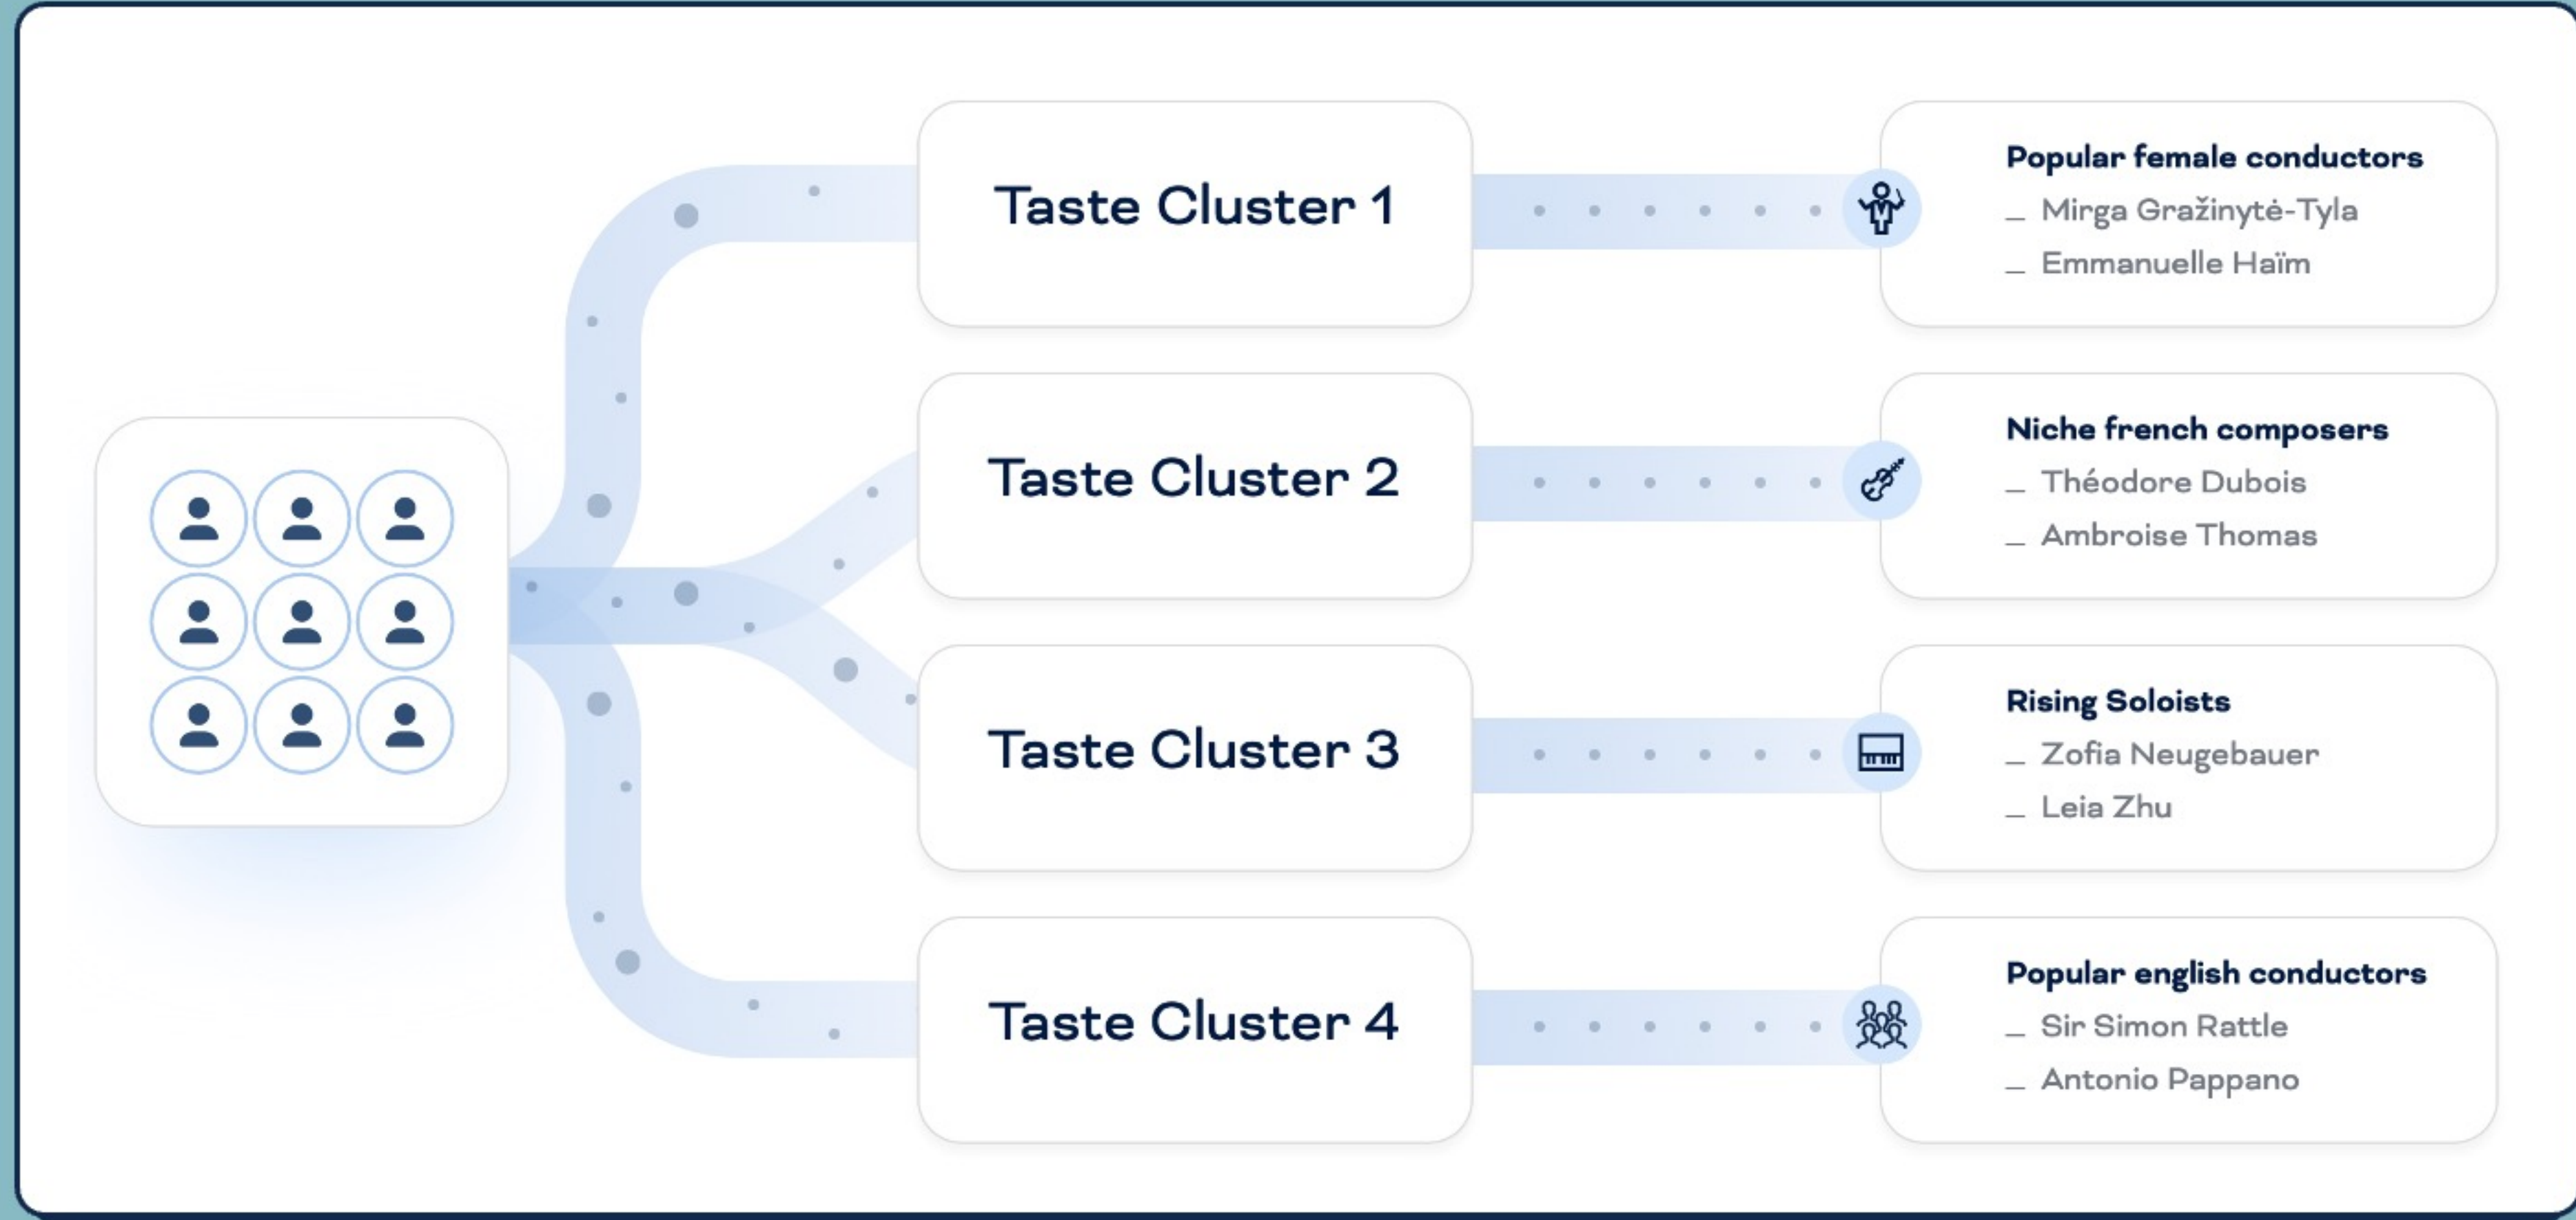 Taste Cluster 1
Popular female conductors
_ Mirga Gražinytė-Tyla
_ Emmanuelle Haïm
Taste Cluster 2
Niche french composers
_ Théodore Dubois
_ Ambroise Thomas
Taste Cluster 3
Rising Soloists
_ Zofia Neugebauer
_ Leia Zhu
Taste Cluster 4
Popular english conductors
_ Sir Simon Rattle
_ Antonio Pappano